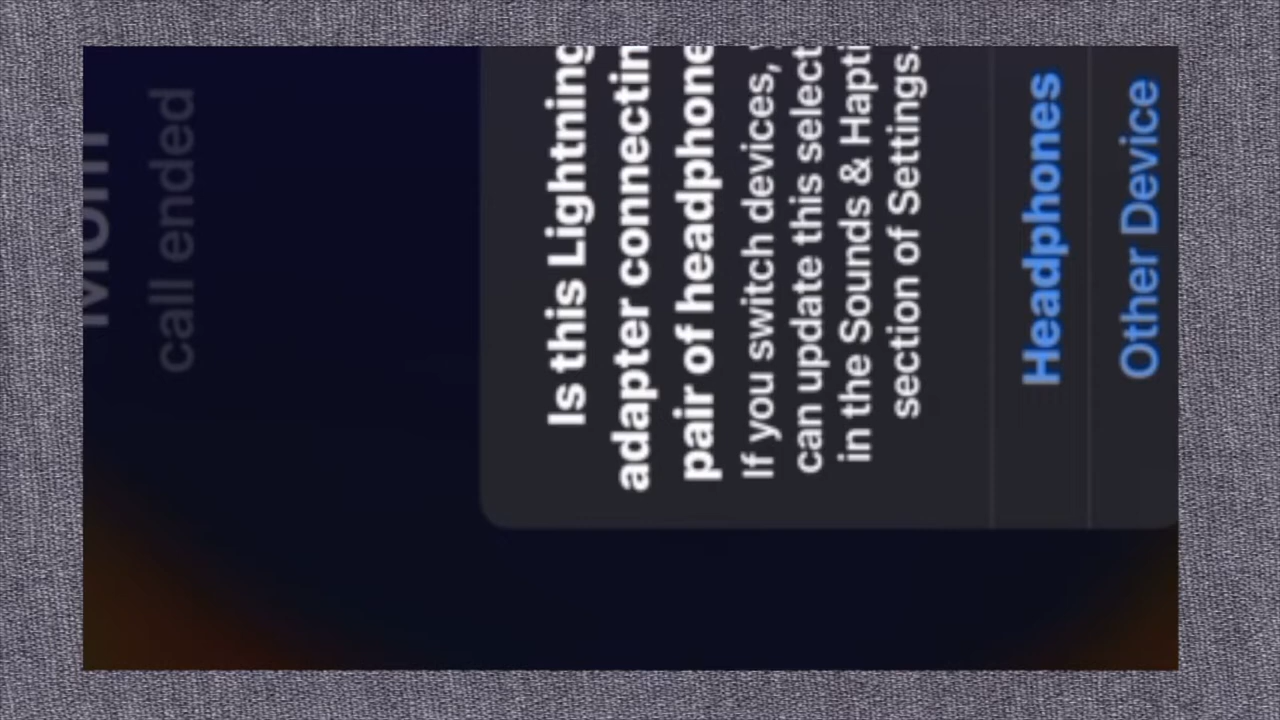 call ended
Is this Lightning
adapter connectin
pair of headphone
If you switch devices,
can update this select
in the Sounds & Hapti
section of Settings.
Headphones
Other Device